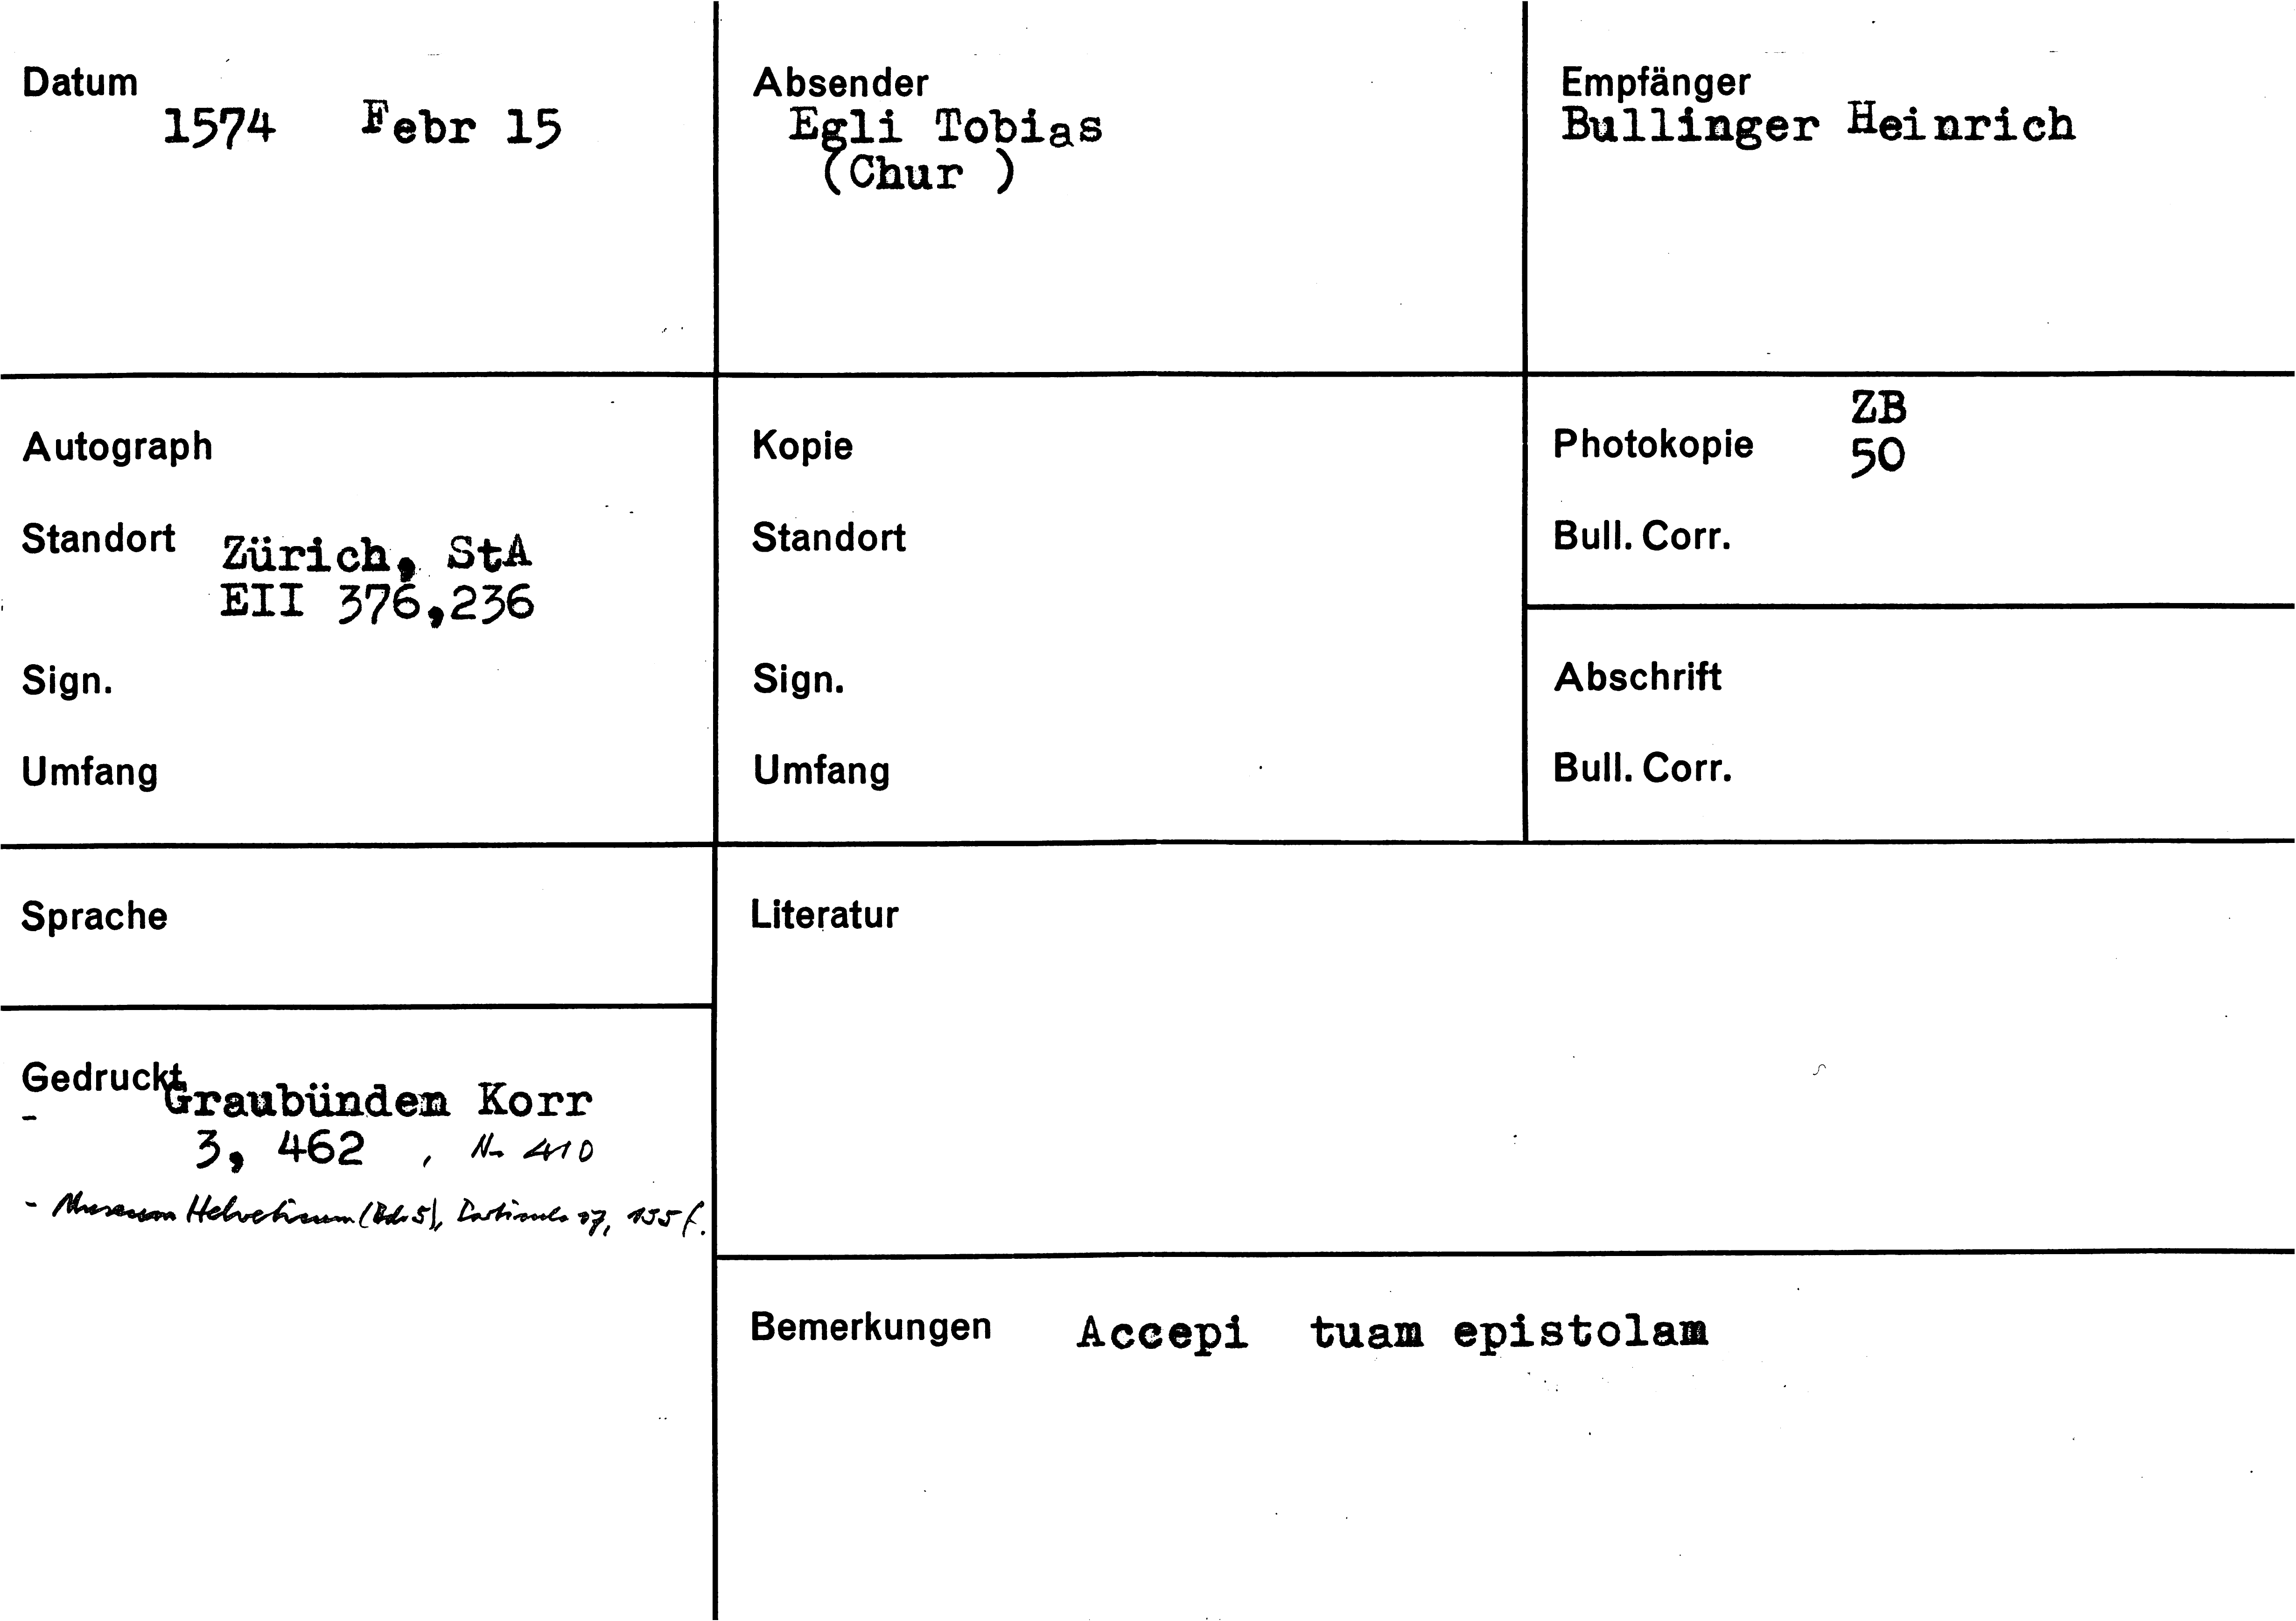 Datum
1574 Febr 15
Absender
Egli Tobias
(Chur )
Empfänger
Bullinger Heinrich
Autograph
Standort Zürich, StA
EII 376,236
Sign.
Umfang
Kopie
Standort
Sign.
Umfang
ZB
Photokopie 50
Bull. Corr.
Abschrift
Bull. Corr.
Sprache
Literatur
Gedruckt
- Graubünden Korr
3, 462 , N. 410
- Museum Helveticum (Bd. 5), 17, 155 f.
Bemerkungen Accepi tuam epistolam